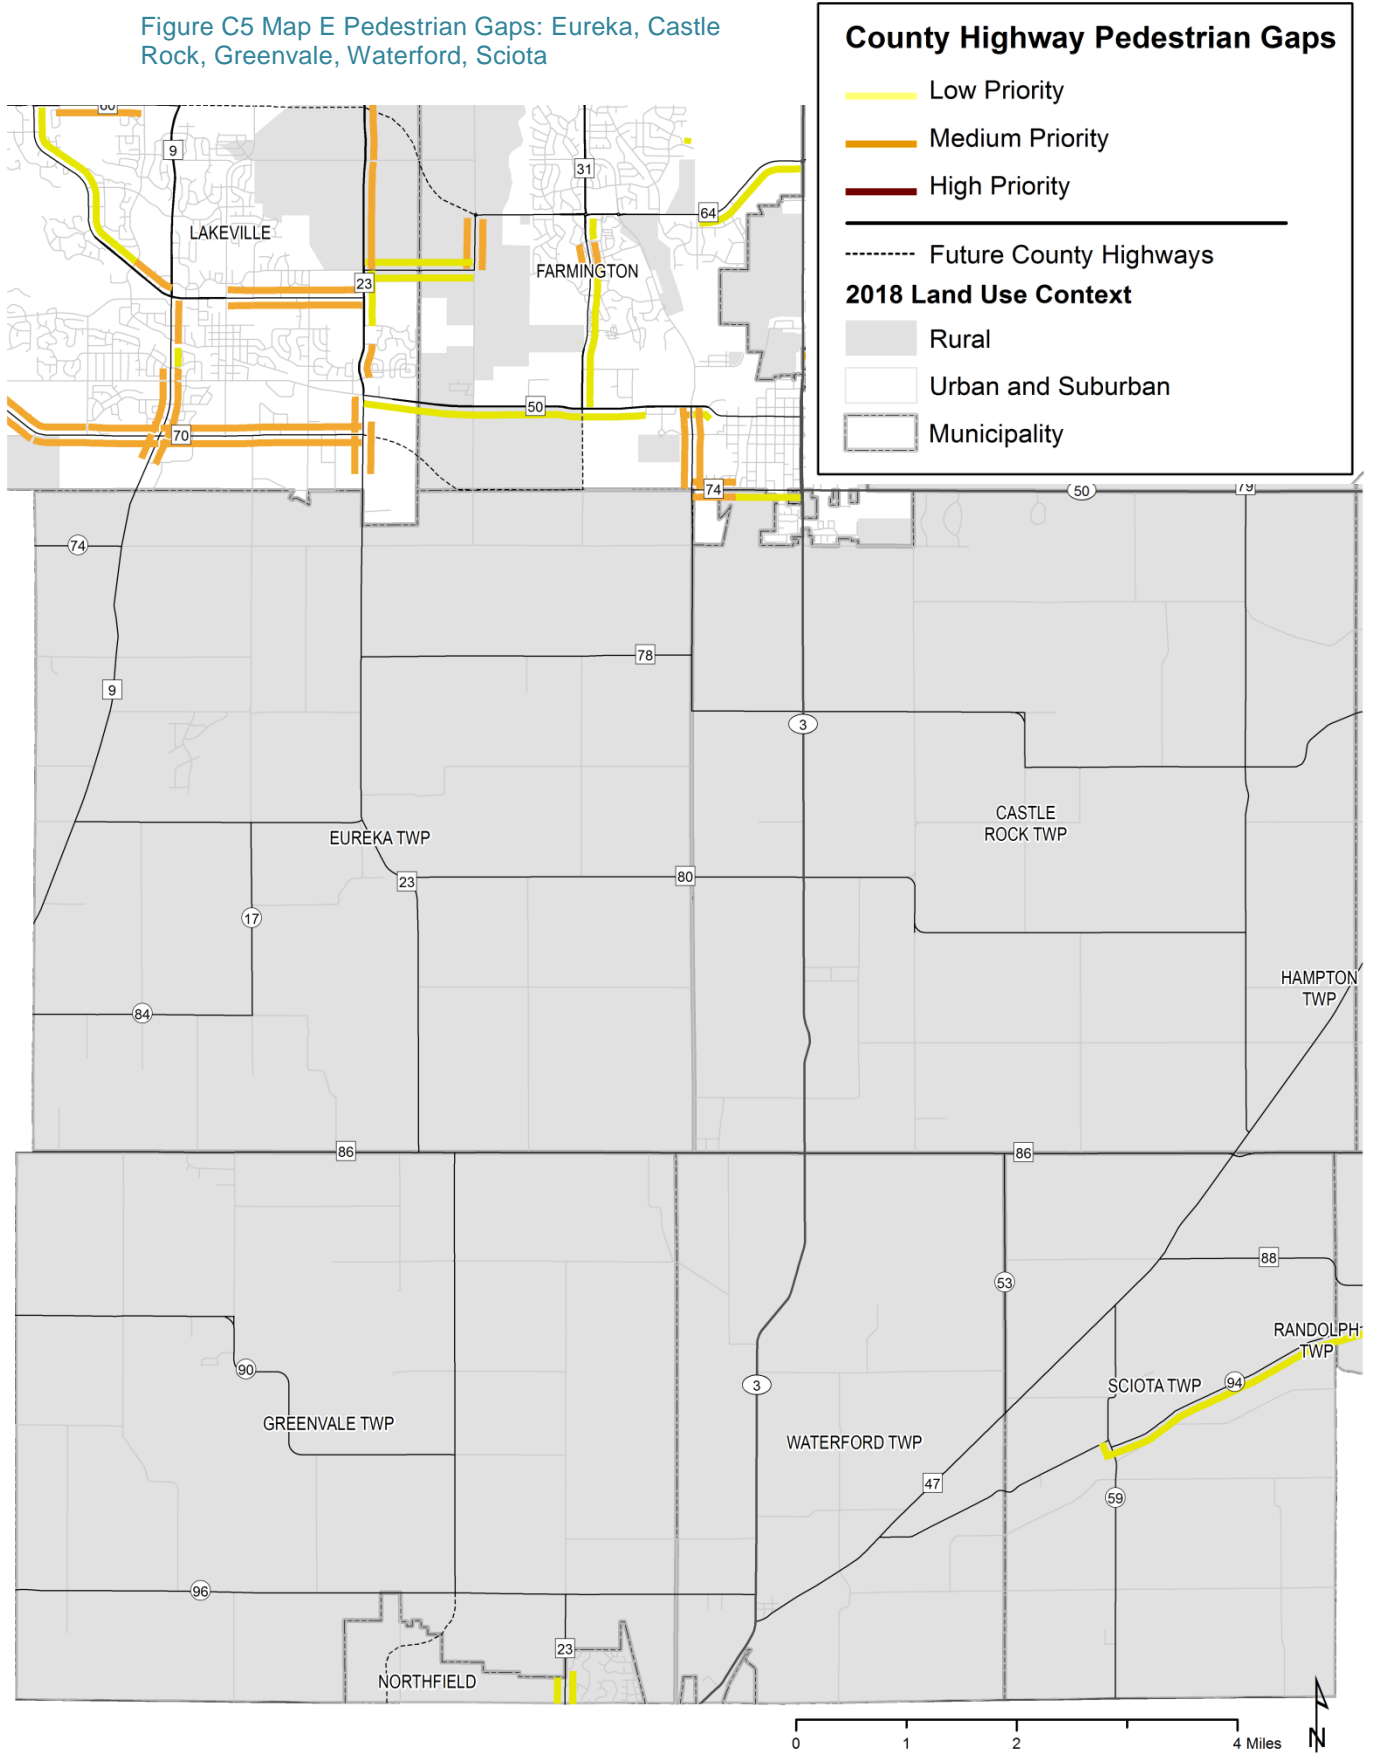 Figure C5 Map E Pedestrian Gaps: Eureka, Castle
Rock, Greenvale, Waterford, Sciota
County Highway Pedestrian Gaps
Low Priority
Medium Priority
High Priority
Future County Highways
2018 Land Use Context
Rural
Urban and Suburban
Municipality
60
9
31
64
LAKEVILLE
FARMINGTON
23
50
70
74
50
79
74
78
9
3
CASTLE
ROCK TWP
EUREKA TWP
23
80
17
HAMPTON
TWP
84
86
86
88
53
RANDOLPH
TWP
90
3
94
SCIOTA TWP
GREENVALE TWP
WATERFORD TWP
47
59
96
23
NORTHFIELD
0 1 2 4 Miles
N